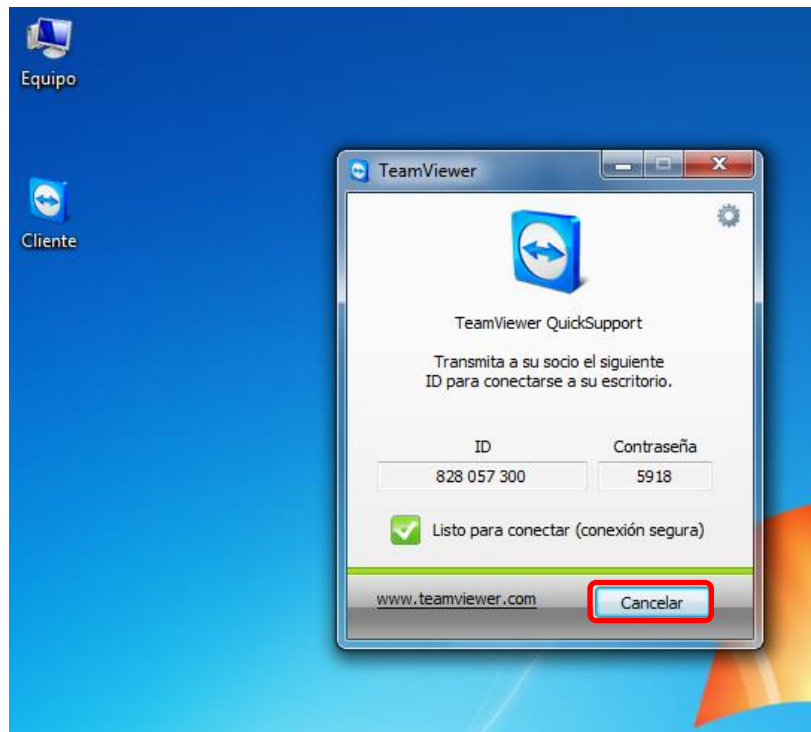 Equipo
Cliente
TeamViewer
TeamViewer QuickSupport
Transmita a su socio el siguiente
ID para conectarse a su escritorio.
ID Contraseña
828 057 300 5918
Listo para conectar (conexión segura)
www.teamviewer.com Cancelar